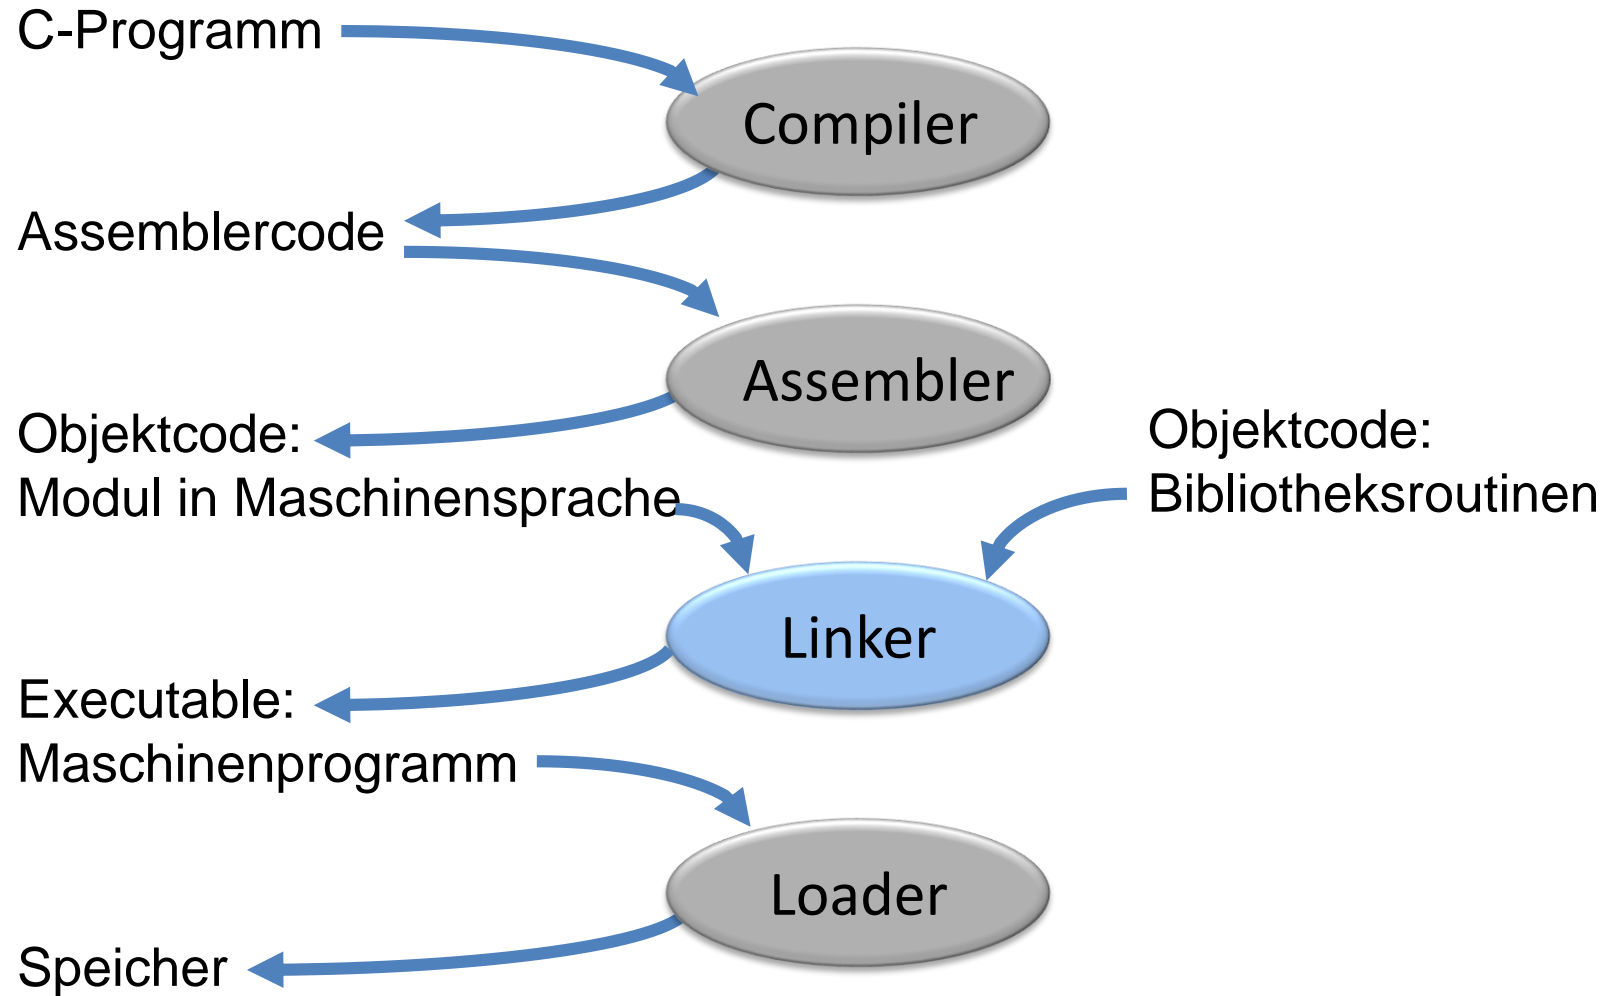 C-Programm
Compiler
Assemblercode
Assembler
Objektcode:
Modul in Maschinensprache
Objektcode:
Bibliotheksroutinen
Linker
Executable:
Maschinenprogramm
Loader
Speicher